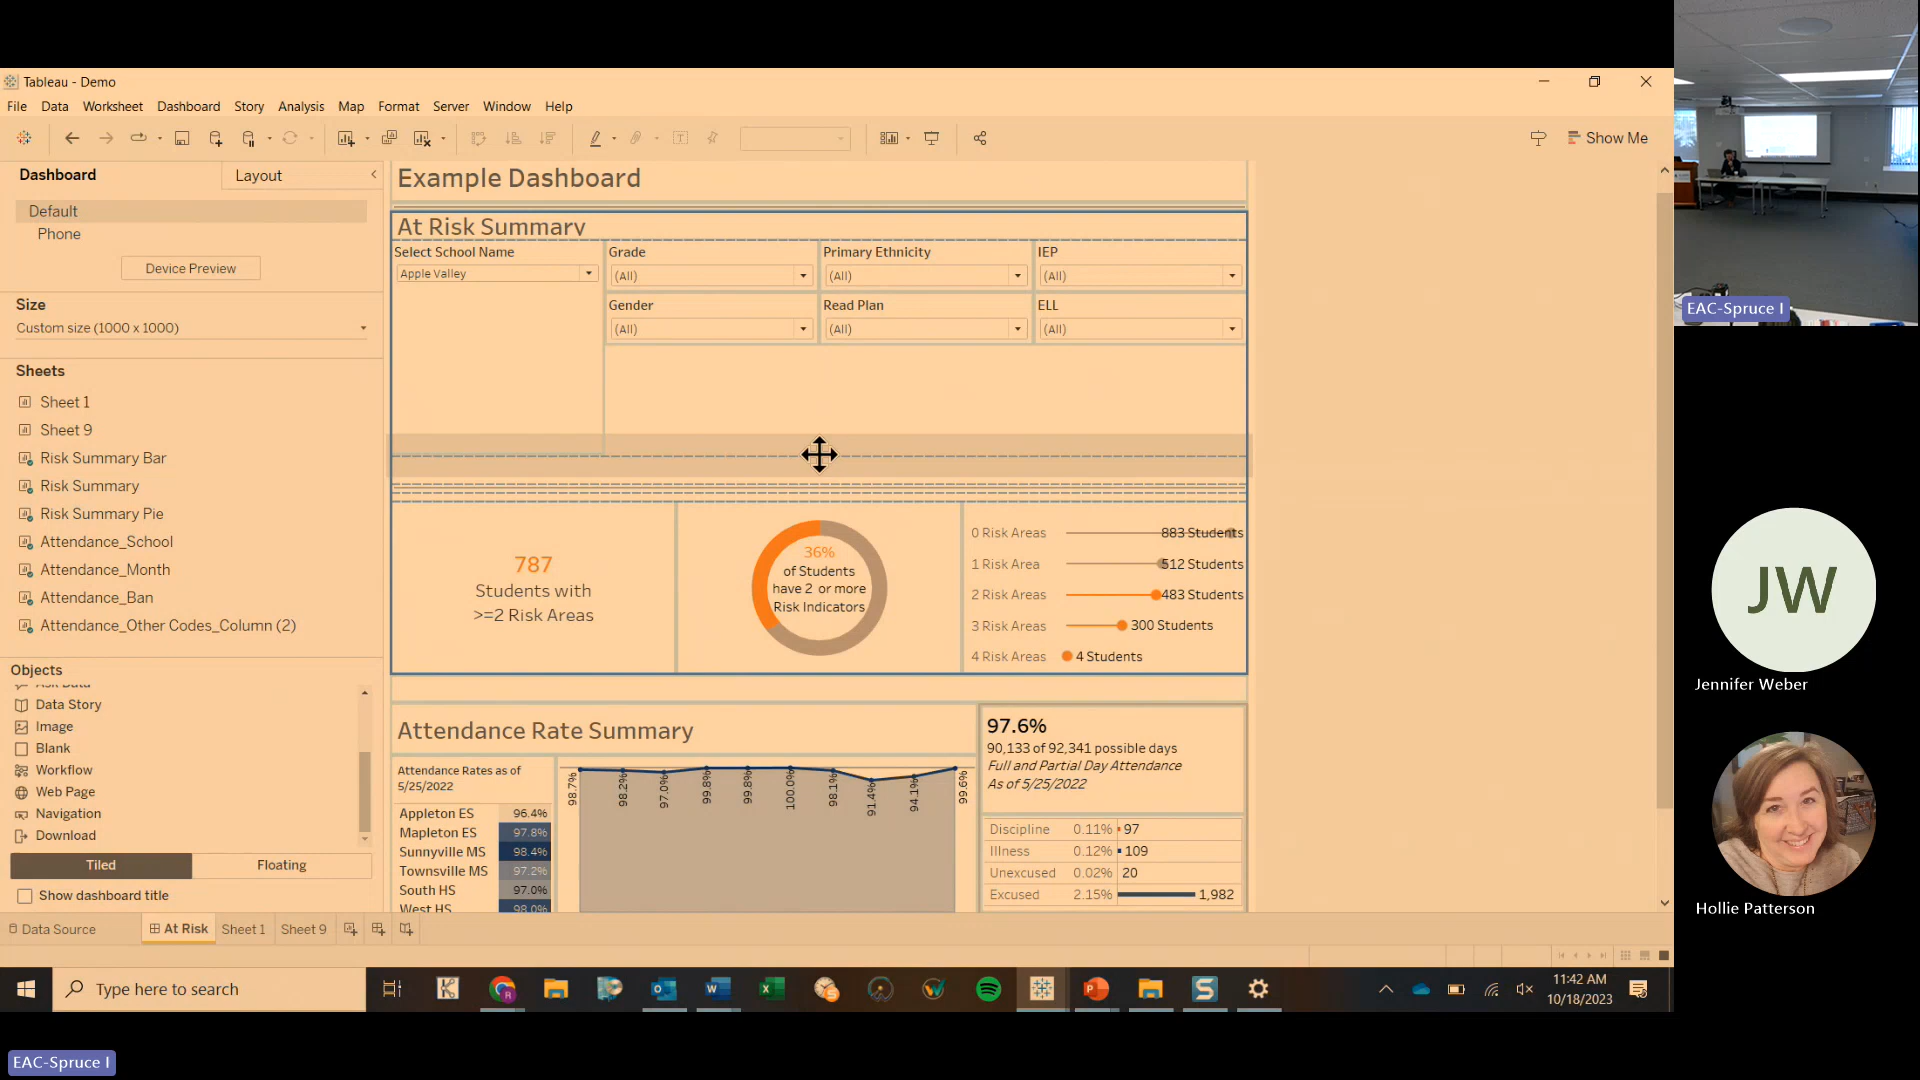 Tableau - Demo
File Data Worksheet Dashboard Story Analysis Map Format Server Window Help
Show Me
Dashboard Layout
Default
Phone
Device Preview
Size
Custom size (1000 x 1000)
Sheets
Sheet 1
Sheet 9
Risk Summary Bar
Risk Summary
Risk Summary Pie
Attendance_School
Attendance_Month
Attendance_Ban
Attendance_Other Codes_Column (2)
Objects
Ask Data
Data Story
Image
Blank
Workflow
Web Page
Navigation
Download
Tiled Floating
Show dashboard title
Example Dashboard
At Risk Summary
Select School Name Grade Primary Ethnicity IEP
Apple Valley (All) (All) (All)
Gender Read Plan ELL
(All) (All) (All)
787
Students with
>=2 Risk Areas
36%
of Students
have 2 or more
Risk Indicators
0 Risk Areas 883 Students
1 Risk Area 512 Students
2 Risk Areas 483 Students
3 Risk Areas 300 Students
4 Risk Areas 4 Students
Attendance Rate Summary
Attendance Rates as of
5/25/2022
Appleton ES 96.4%
Mapleton ES 97.8%
Sunnyville MS 98.4%
Townsville MS 97.2%
South HS 97.0%
West HS 98.0%
98.7% 98.2% 97.0% 99.8% 99.8% 100.0% 98.1% 91.4% 94.1% 99.6%
97.6%
90,133 of 92,341 possible days
Full and Partial Day Attendance
As of 5/25/2022
Discipline 0.11% 97
Illness 0.12% 109
Unexcused 0.02% 20
Excused 2.15% 1,982
Data Source At Risk Sheet 1 Sheet 9
Type here to search
11:42 AM
10/18/2023
EAC-Spruce I
EAC-Spruce I
JW
Jennifer Weber
Hollie Patterson